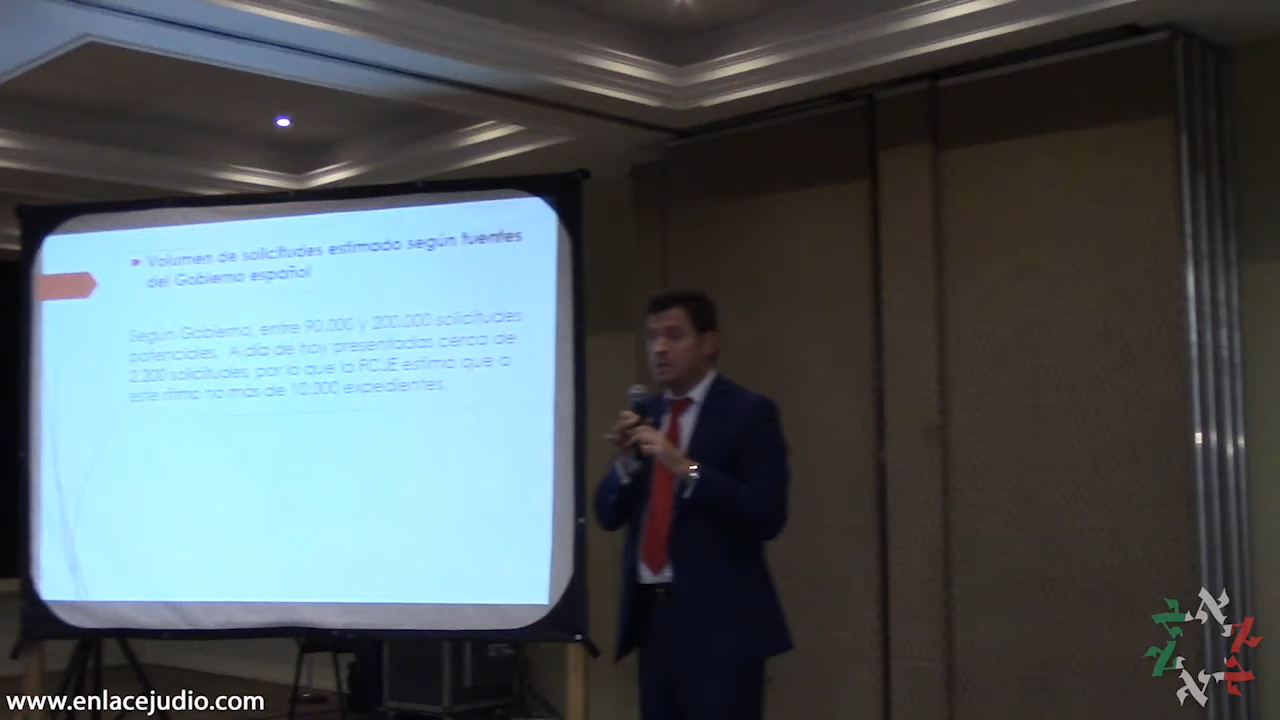 Volumen de solicitudes estimado según fuentes
del Gobierno español
Según Gobierno, entre 90.000 y 200.000 solicitudes
potenciales. A día de hoy presentadas cerca de
2.200 solicitudes, por la que la FCJE estima que a
este ritmo no más de 10.000 expedientes.
www.enlacejudio.com